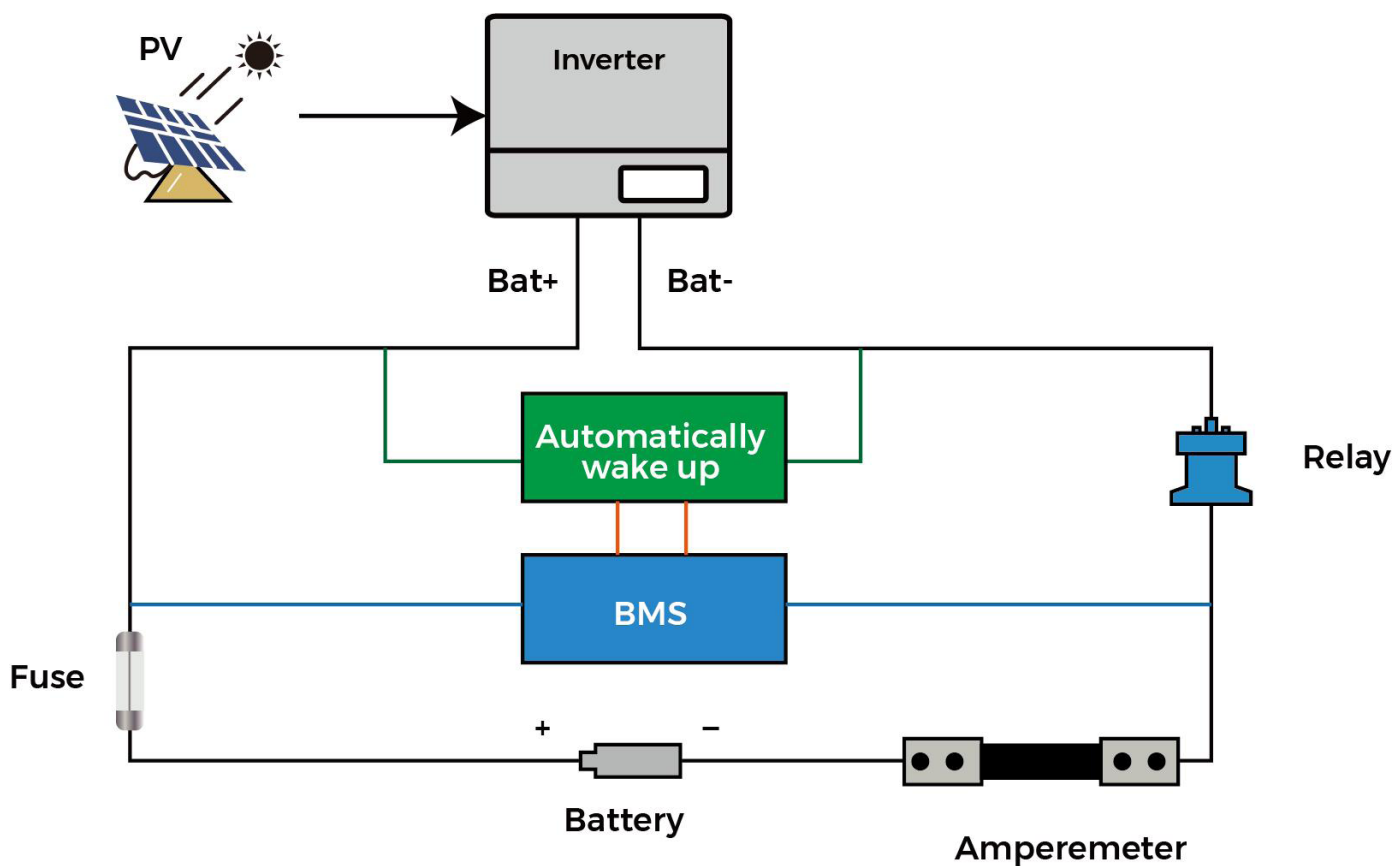 PV
Inverter
Bat+
Bat-
Automatically
wake up
Relay
BMS
Fuse
+
–
Battery
Amperemeter